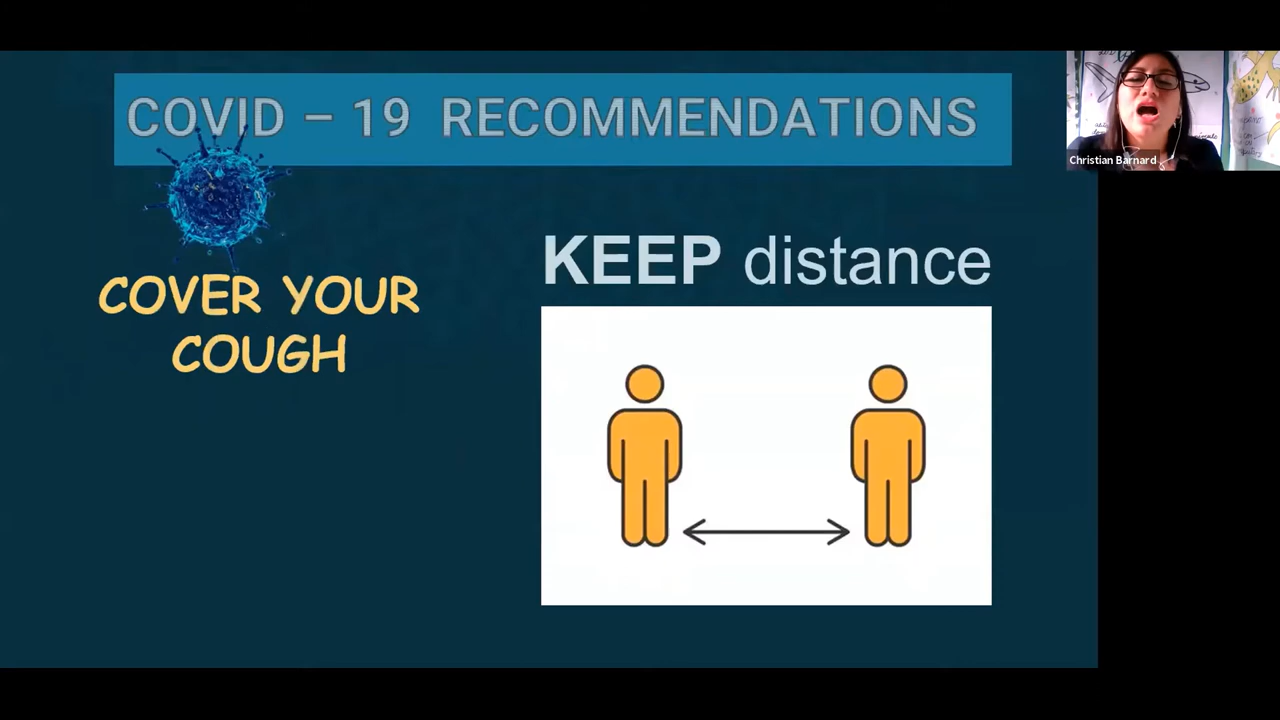 COVID – 19 RECOMMENDATIONS
COVER YOUR
COUGH
KEEP distance
Christian Barnard